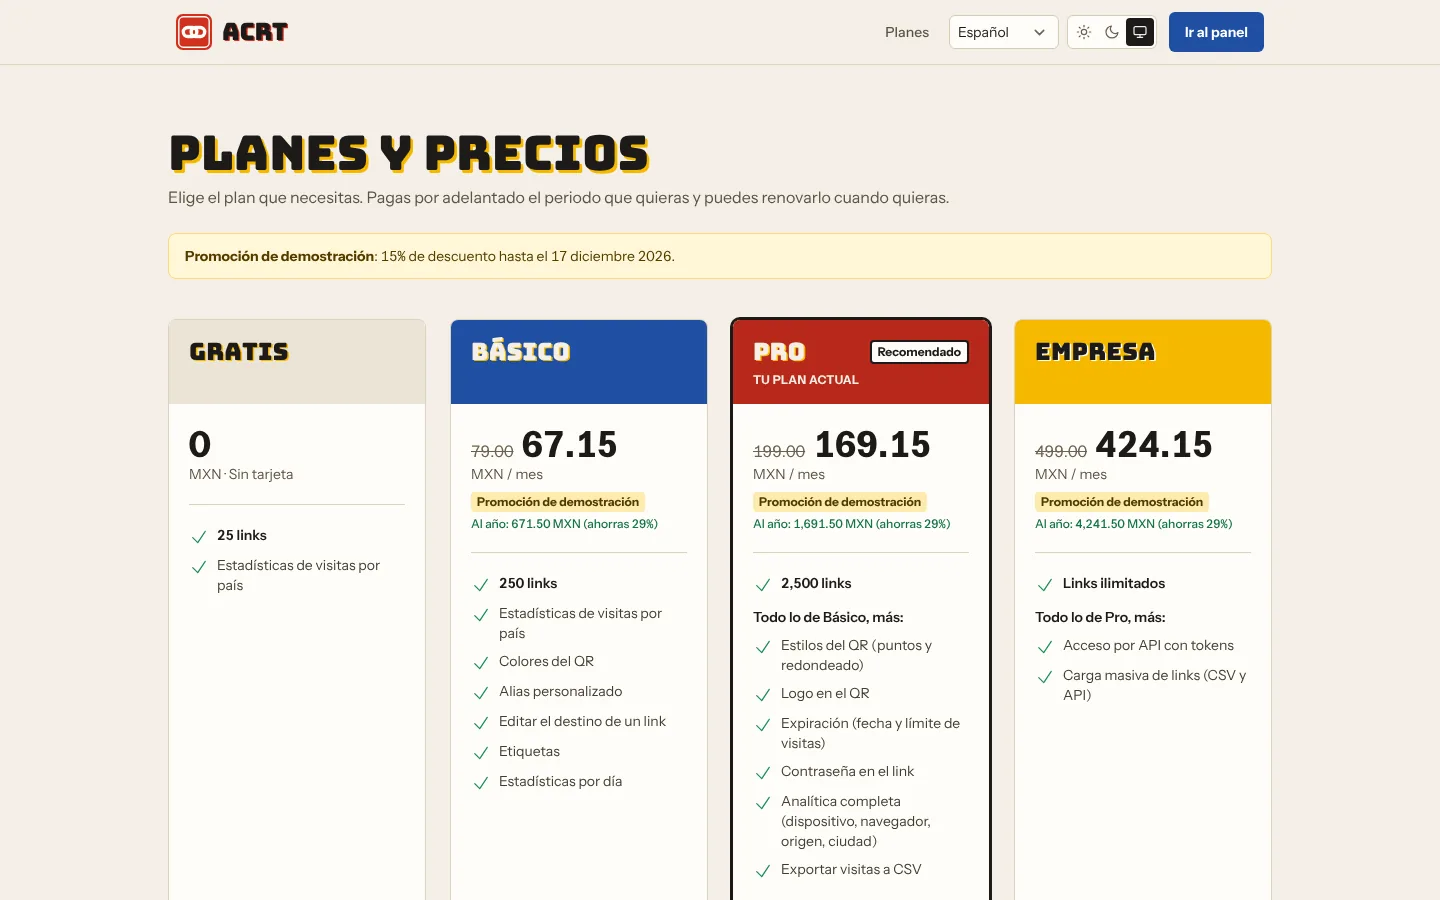 ACRT
Planes
Español
Ir al panel
PLANES Y PRECIOS
Elige el plan que necesitas. Pagas por adelantado el periodo que quieras y puedes renovarlo cuando quieras.
Promoción de demostración: 15% de descuento hasta el 17 diciembre 2026.
GRATIS
0
MXN · Sin tarjeta
25 links
Estadísticas de visitas por
país
BÁSICO
79.00 67.15
MXN / mes
Promoción de demostración
Al año: 671.50 MXN (ahorras 29%)
250 links
Estadísticas de visitas por
país
Colores del QR
Alias personalizado
Editar el destino de un link
Etiquetas
Estadísticas por día
PRO
Recomendado
TU PLAN ACTUAL
199.00 169.15
MXN / mes
Promoción de demostración
Al año: 1,691.50 MXN (ahorras 29%)
2,500 links
Todo lo de Básico, más:
Estilos del QR (puntos y
redondeado)
Logo en el QR
Expiración (fecha y límite de
visitas)
Contraseña en el link
Analítica completa
(dispositivo, navegador,
origen, ciudad)
Exportar visitas a CSV
EMPRESA
499.00 424.15
MXN / mes
Promoción de demostración
Al año: 4,241.50 MXN (ahorras 29%)
Links ilimitados
Todo lo de Pro, más:
Acceso por API con tokens
Carga masiva de links (CSV y
API)